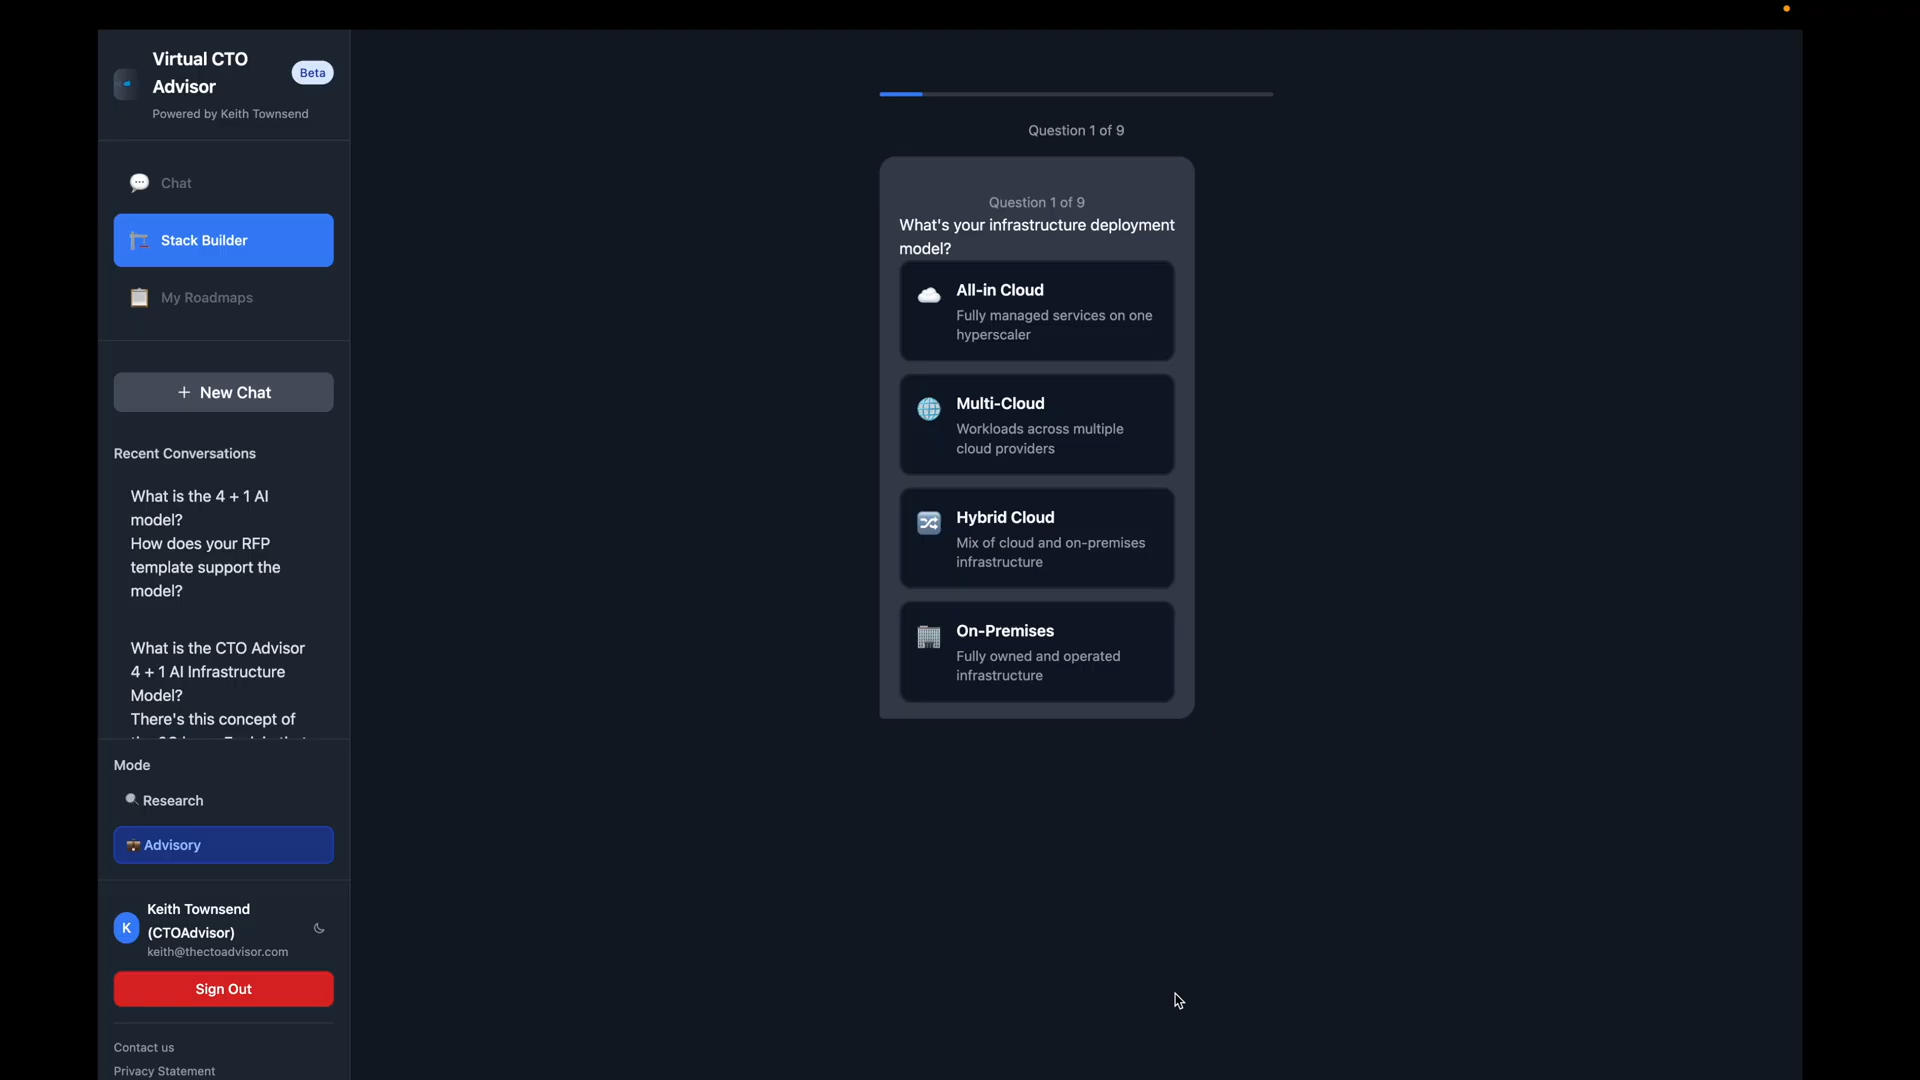 Virtual CTO
Advisor
Beta
Powered by Keith Townsend
Chat
Stack Builder
My Roadmaps
+ New Chat
Recent Conversations
What is the 4 + 1 AI
model?
How does your RFP
template support the
model?
What is the CTO Advisor
4 + 1 AI Infrastructure
Model?
There's this concept of
Mode
Research
Advisory
K
Keith Townsend
(CTOAdvisor)
keith@thectoadvisor.com
Sign Out
Contact us
Privacy Statement
Question 1 of 9
Question 1 of 9
What's your infrastructure deployment
model?
All-in Cloud
Fully managed services on one
hyperscaler
Multi-Cloud
Workloads across multiple
cloud providers
Hybrid Cloud
Mix of cloud and on-premises
infrastructure
On-Premises
Fully owned and operated
infrastructure